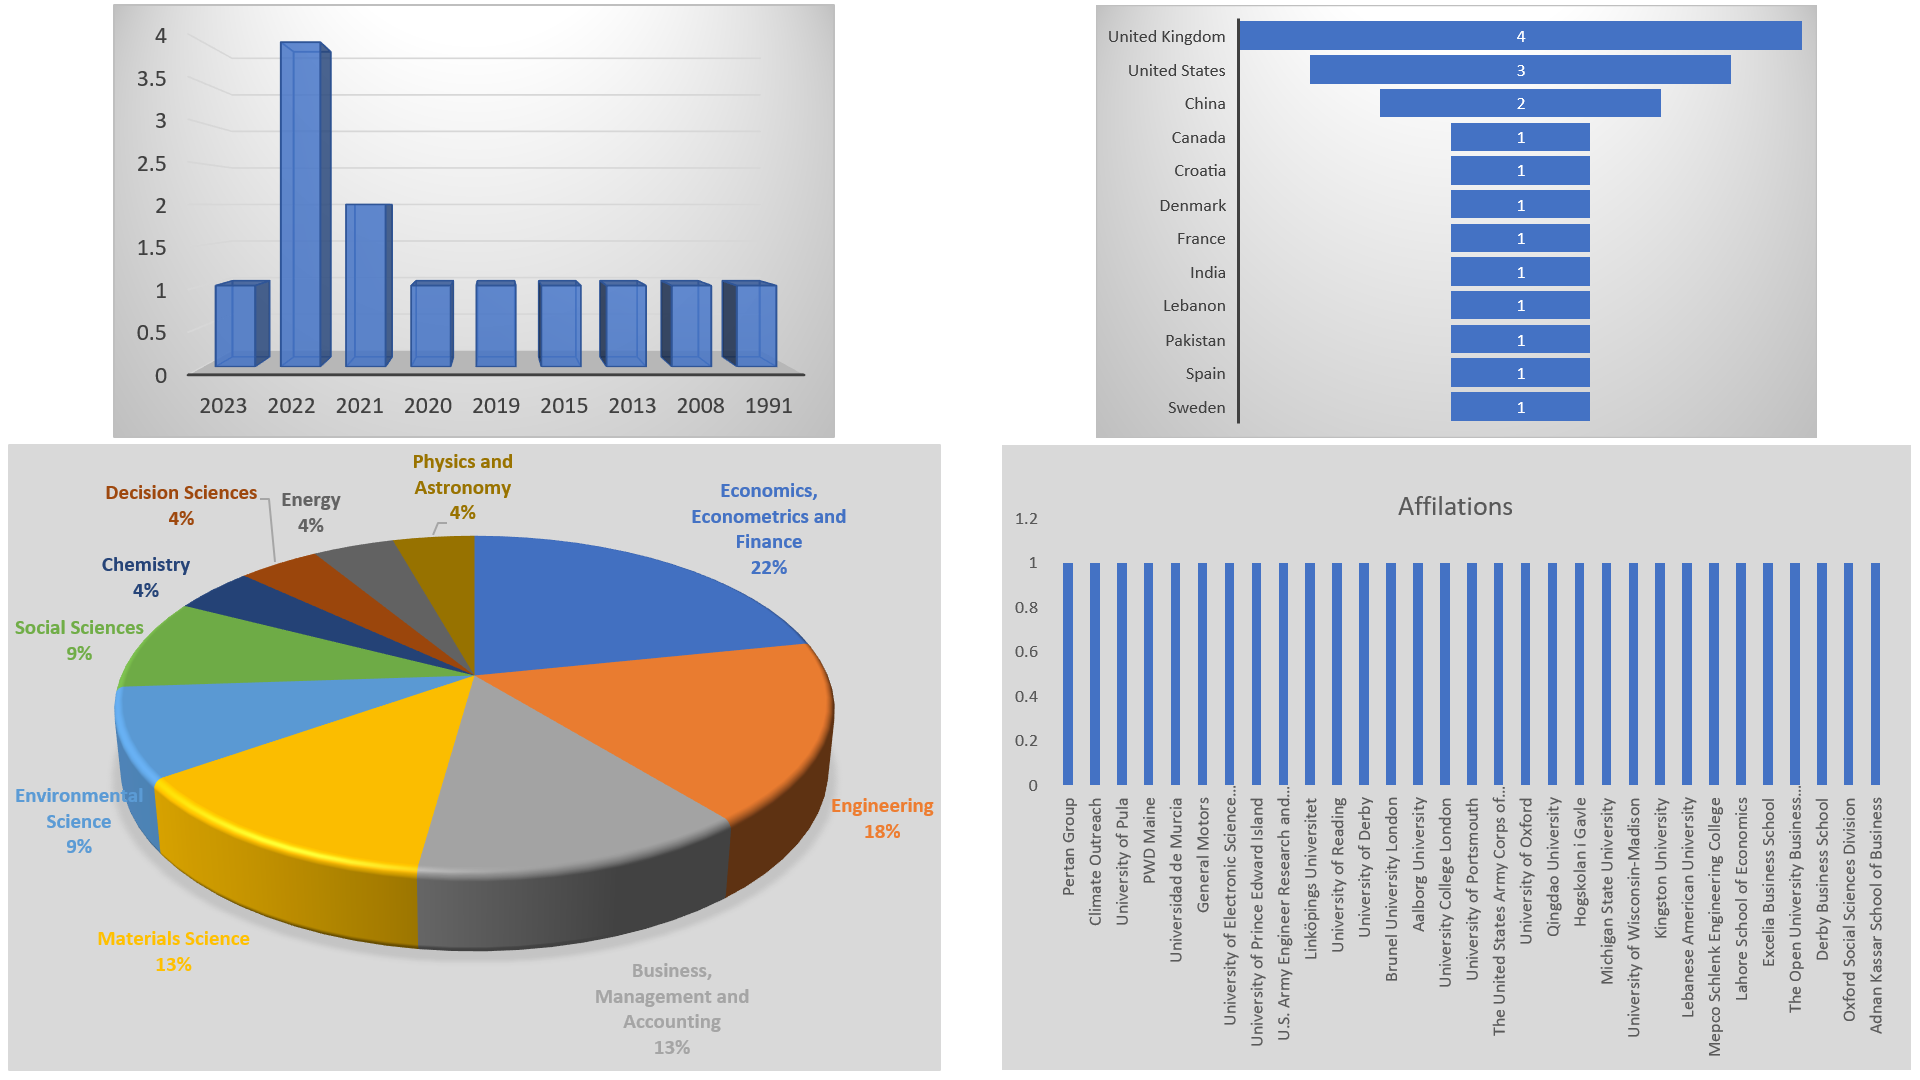 4
3.5
3
2.5
2
1.5
1
0.5
0
2023 2022 2021 2020 2019 2015 2013 2008 1991
United Kingdom 4
United States 3
China 2
Canada 1
Croatia 1
Denmark 1
France 1
India 1
Lebanon 1
Pakistan 1
Spain 1
Sweden 1
Physics and
Astronomy
4%
Decision Sciences
4%
Energy
4%
Economics,
Econometrics and
Finance
22%
Chemistry
4%
Social Sciences
9%
Environmental
Science
9%
Engineering
18%
Materials Science
13%
Business,
Management and
Accounting
13%
Affilations
1.2
1
0.8
0.6
0.4
0.2
0
Pertan Group
Climate Outreach
University of Pula
PWD Maine
Universidad de Murcia
General Motors
University of Electronic Science...
University of Prince Edward Island
U.S. Army Engineer Research and...
Linköpings Universitet
University of Reading
University of Derby
Brunel University London
Aalborg University
University College London
University of Portsmouth
The United States Army Corps of...
University of Oxford
Qingdao University
Hogskolan i Gavle
Michigan State University
University of Wisconsin-Madison
Kingston University
Lebanese American University
Mepco Schlenk Engineering College
Lahore School of Economics
Excelia Business School
The Open University Business...
Derby Business School
Oxford Social Sciences Division
Adnan Kassar School of Business